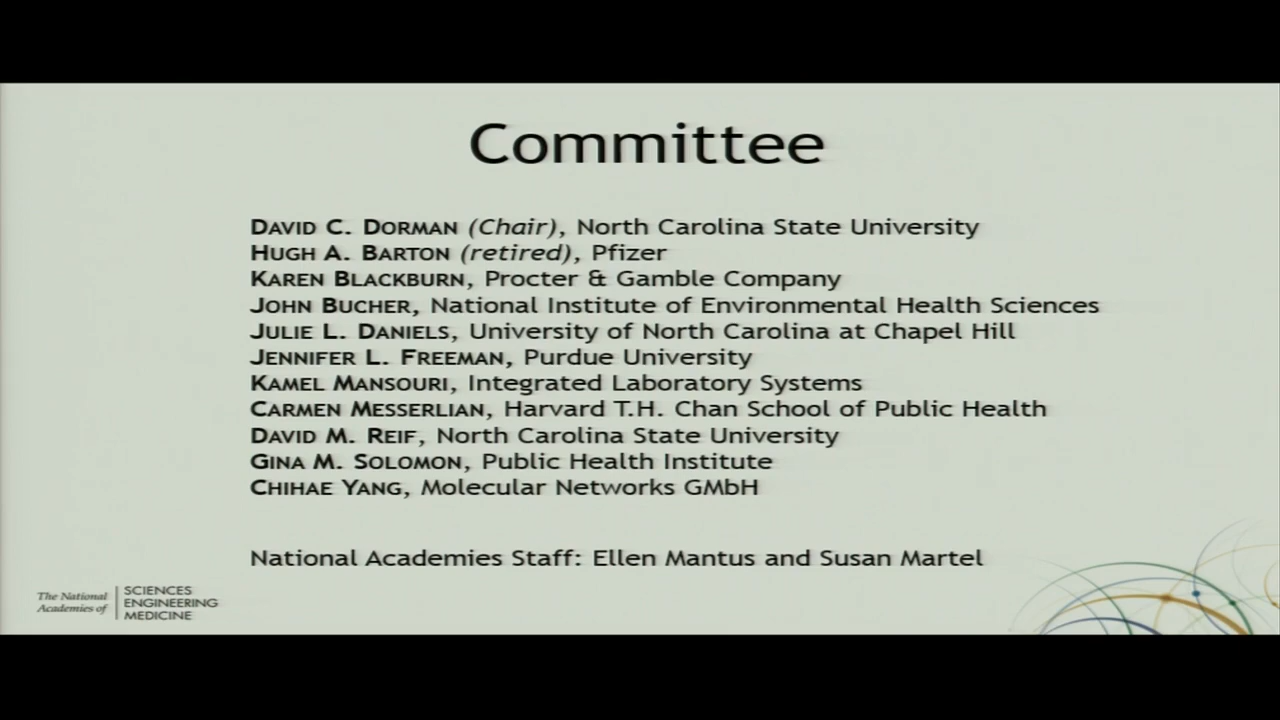 Committee
DAVID C. DORMAN (Chair), North Carolina State University
HUGH A. BARTON (retired), Pfizer
KAREN BLACKBURN, Procter & Gamble Company
JOHN BUCHER, National Institute of Environmental Health Sciences
JULIE L. DANIELS, University of North Carolina at Chapel Hill
JENNIFER L. FREEMAN, Purdue University
KAMEL MANSOURI, Integrated Laboratory Systems
CARMEN MESSERLIAN, Harvard T.H. Chan School of Public Health
DAVID M. REIF, North Carolina State University
GINA M. SOLOMON, Public Health Institute
CHIHAE YANG, Molecular Networks GmbH
National Academies Staff: Ellen Mantus and Susan Martel
The National
Academies of
SCIENCES
ENGINEERING
MEDICINE